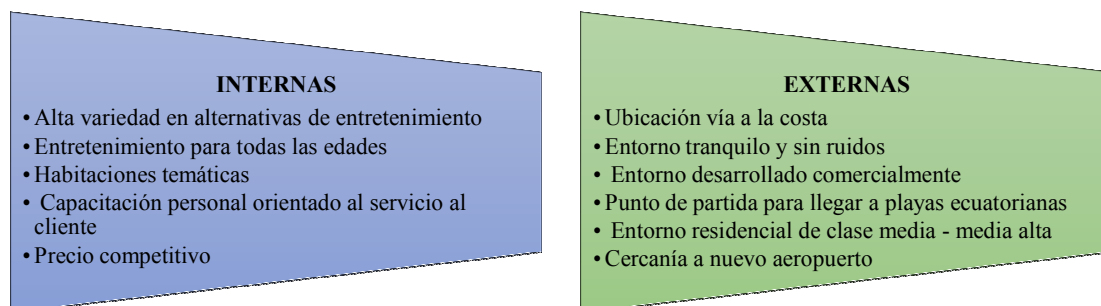 INTERNAS
• Alta variedad en alternativas de entretenimiento
• Entretenimiento para todas las edades
• Habitaciones temáticas
• Capacitación personal orientado al servicio al
cliente
• Precio competitivo
EXTERNAS
• Ubicación vía a la costa
• Entorno tranquilo y sin ruidos
• Entorno desarrollado comercialmente
• Punto de partida para llegar a playas ecuatorianas
• Entorno residencial de clase media - media alta
• Cercanía a nuevo aeropuerto